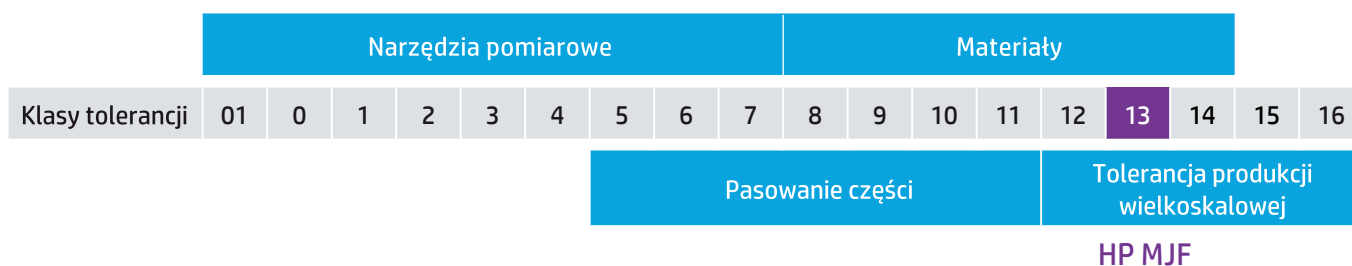 Narzędzia pomiarowe Materiały
Klasy tolerancji 01 0 1 2 3 4 5 6 7 8 9 10 11 12 13 14 15 16
Pasowanie części Tolerancja produkcji
wielkoskalowej
HP MJF